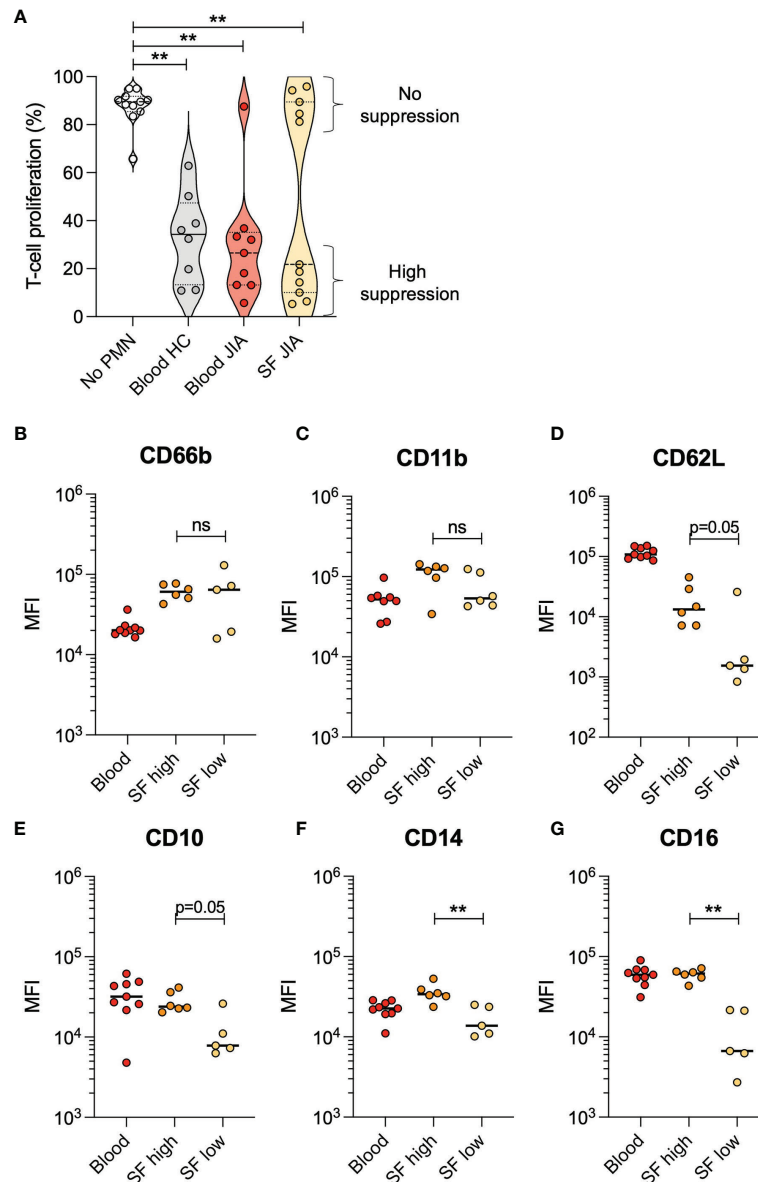 A
**
**
**
T-cell proliferation (%)
100
80
60
40
20
0
No suppression
High suppression
No PMN
Blood HC
Blood JIA
SF JIA
B
CD66b
MFI
10⁶
10⁵
10⁴
10³
ns
Blood
SF high
SF low
C
CD11b
MFI
10⁶
10⁵
10⁴
10³
ns
Blood
SF high
SF low
D
CD62L
MFI
10⁶
10⁵
10⁴
10³
10²
p=0.05
Blood
SF high
SF low
E
CD10
MFI
10⁶
10⁵
10⁴
10³
p=0.05
Blood
SF high
SF low
F
CD14
MFI
10⁶
10⁵
10⁴
10³
**
Blood
SF high
SF low
G
CD16
MFI
10⁶
10⁵
10⁴
10³
**
Blood
SF high
SF low